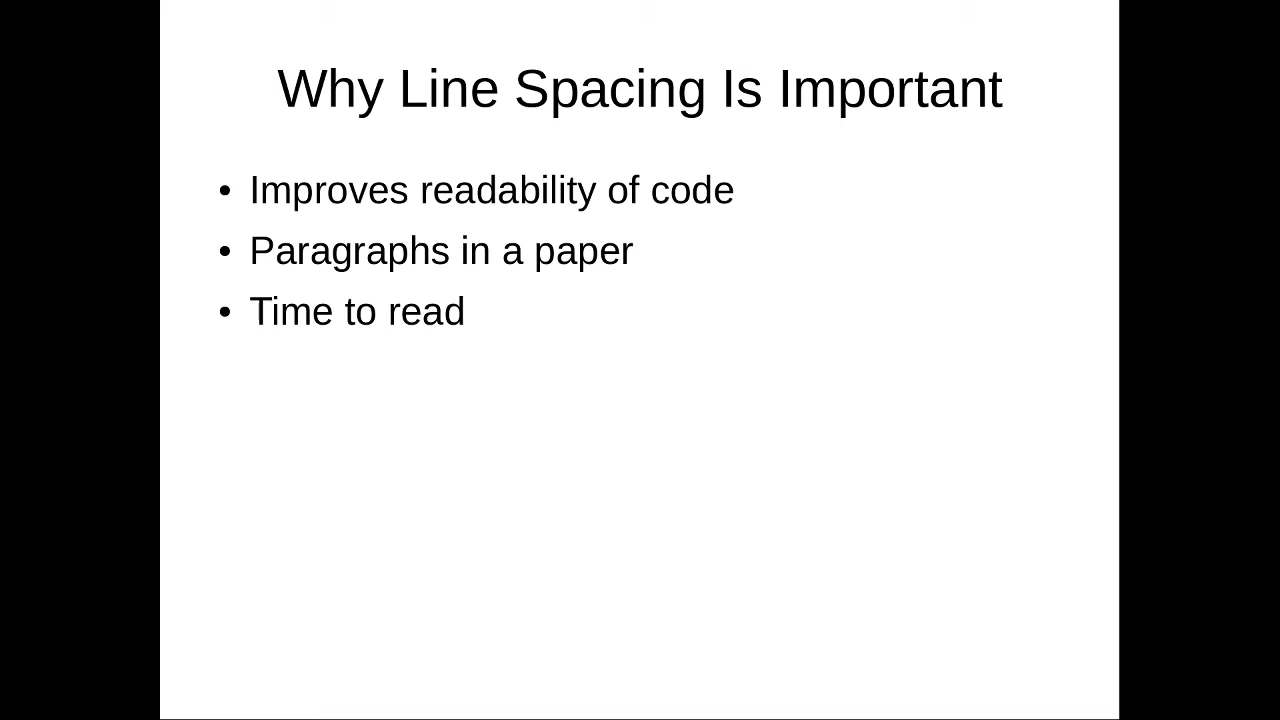 Why Line Spacing Is Important
• Improves readability of code
• Paragraphs in a paper
• Time to read